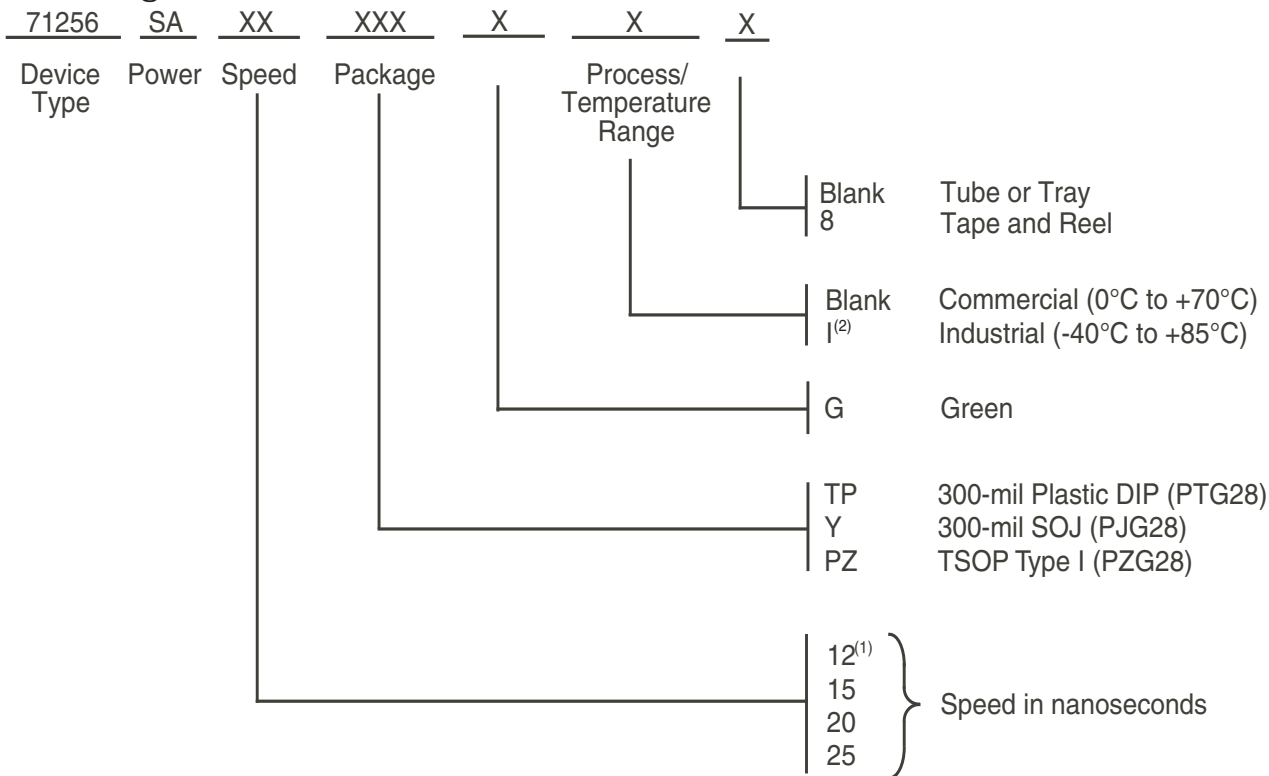 71256 SA XX XXX X X X
Device Type Power Speed Package Process/ Temperature Range
Blank Tube or Tray
8 Tape and Reel
Blank Commercial (0°C to +70°C)
I(2) Industrial (-40°C to +85°C)
G Green
TP 300-mil Plastic DIP (PTG28)
Y 300-mil SOJ (PJG28)
PZ TSOP Type I (PZG28)
12(1)
15
20
25
Speed in nanoseconds